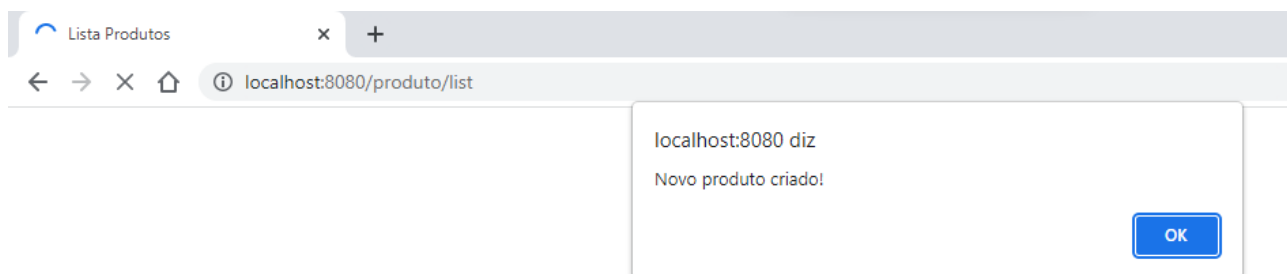 Lista Produtos
localhost:8080/produto/list
localhost:8080 diz
Novo produto criado!
OK